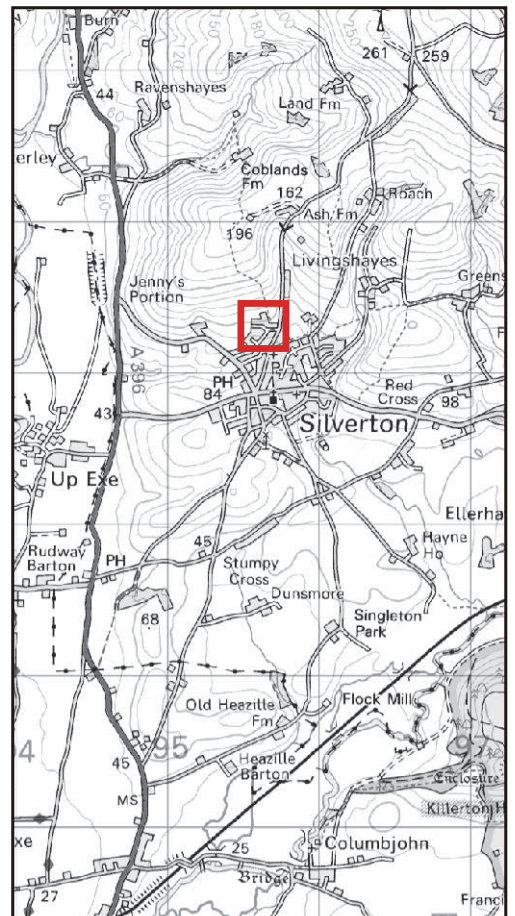 Burn
261
259
44
Ravenshayes
Land Fm
erley
Coblands
Fm
162
Roach
Ash Fm
196
Livingshayes
Jenny's
Portion
Greens
A 396
PH
84
Red
Cross
98
43
Silverton
Up Exe
Ellerha
Rudway
Barton
PH
45
Hayne
Ho
Stumpy
Cross
Dunsmore
68
Singleton
Park
Old Heazille
Fm
Flock Mill
95
45
Heazille
Barton
Enclosure
MS
Killerton H
xe
Columbjohn
25
Bridge
27
Franci